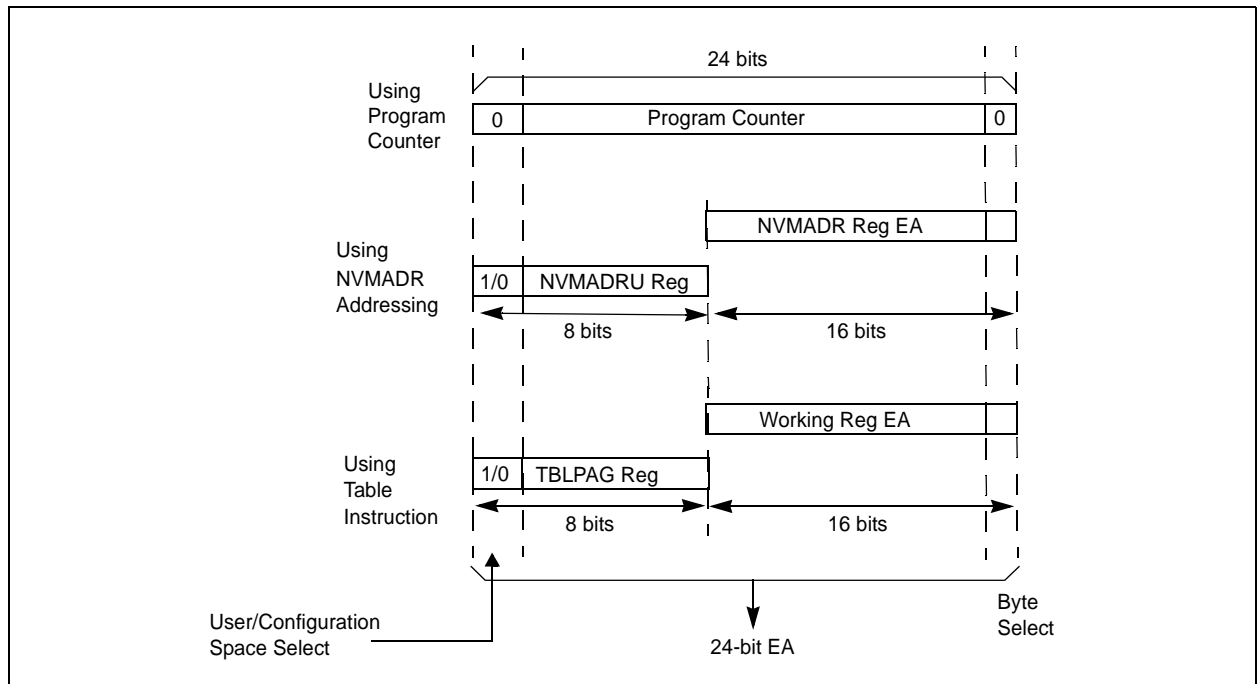 24 bits
Using
Program
Counter
0
Program Counter
0
NVMADR Reg EA
Using
NVMADR
Addressing
1/0
NVMADRU Reg
8 bits
16 bits
Working Reg EA
Using
Table
Instruction
1/0
TBLPAG Reg
8 bits
16 bits
User/Configuration
Space Select
24-bit EA
Byte
Select